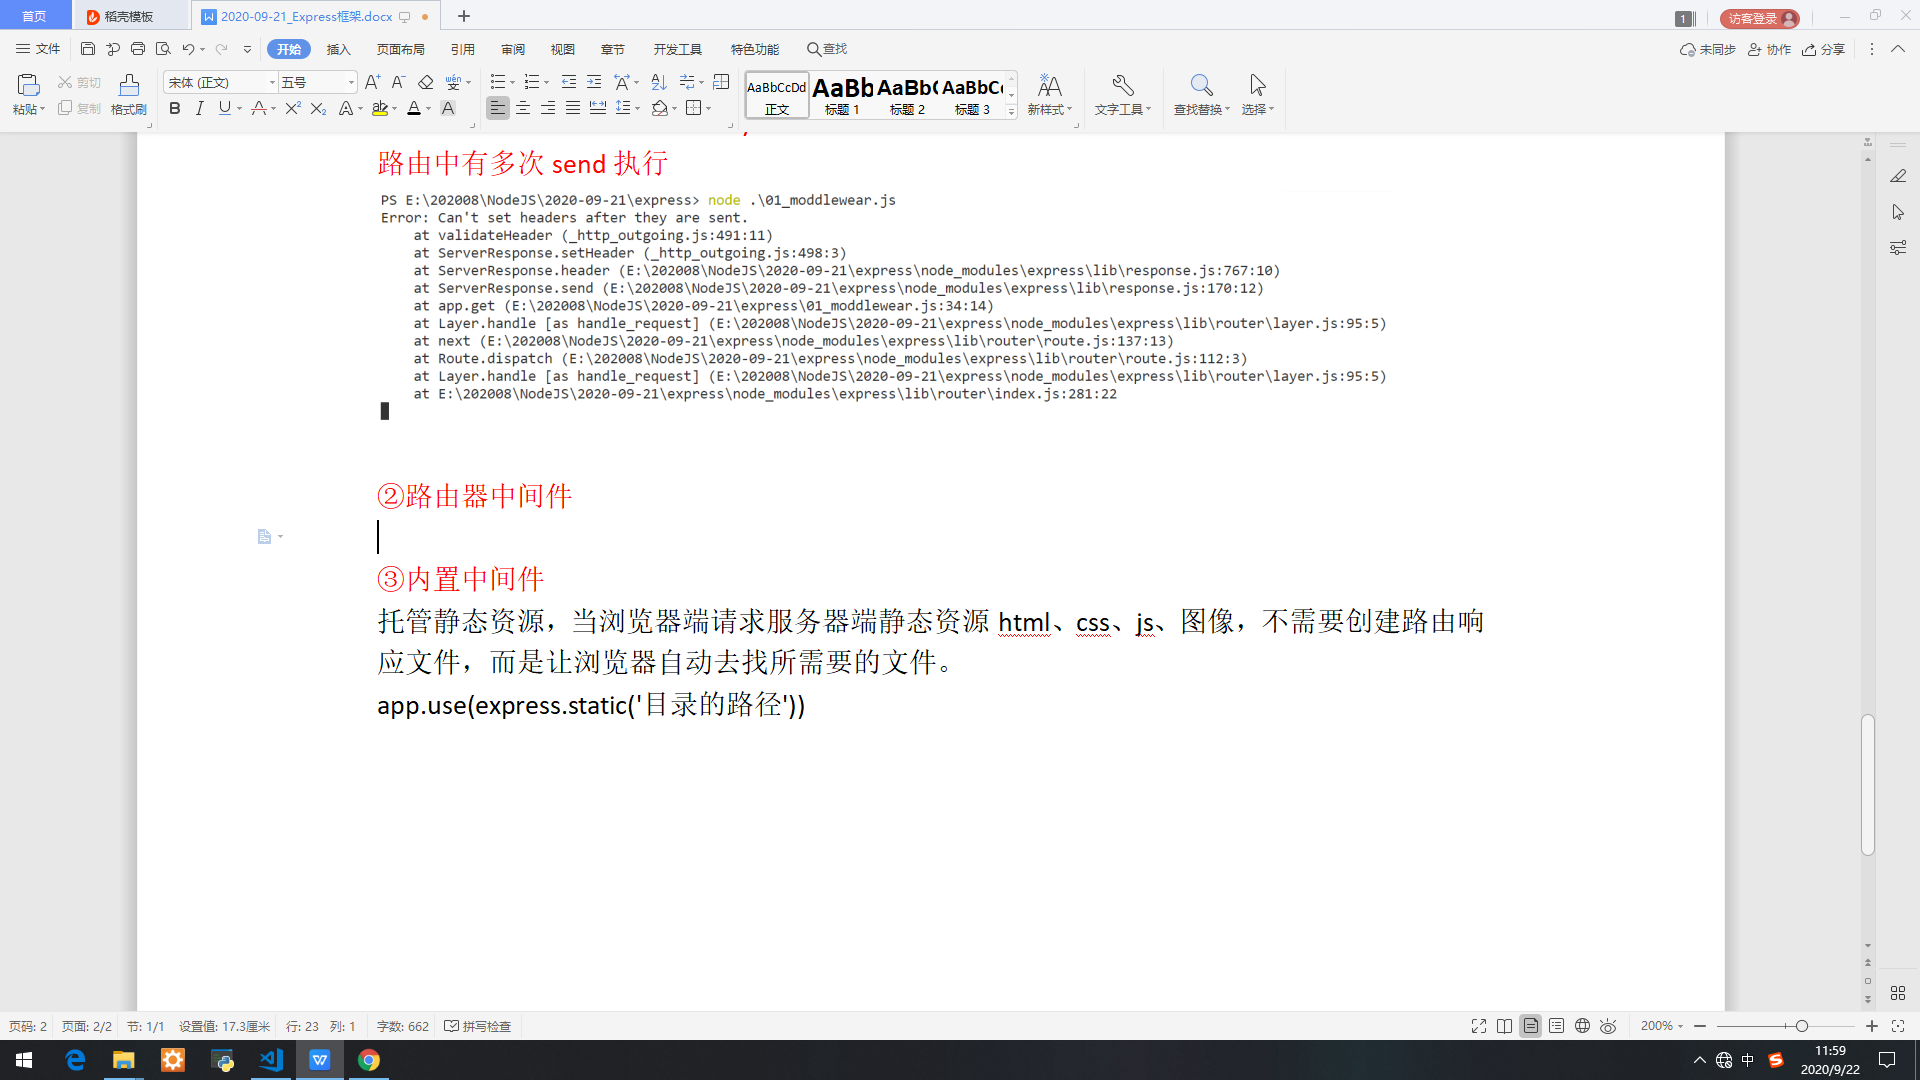 首页 稻壳模板 2020-09-21_Express框架.docx 1 访客登录
文件 开始 插入 页面布局 引用 审阅 视图 章节 开发工具 特色功能 查找 未同步 协作 分享
粘贴 剪切 复制 格式刷 宋体 (正文) 五号 AaBbCcDd 正文 AaBb 标题 1 AaBb( 标题 2 AaBbC 标题 3 新样式 文字工具 查找替换 选择
路由中有多次 send 执行
PS E:\202008\NodeJS\2020-09-21\express> node .\01_moddlewear.js
Error: Can't set headers after they are sent.
at validateHeader (_http_outgoing.js:491:11)
at ServerResponse.setHeader (_http_outgoing.js:498:3)
at ServerResponse.header (E:\202008\NodeJS\2020-09-21\express\node_modules\express\lib\response.js:767:10)
at ServerResponse.send (E:\202008\NodeJS\2020-09-21\express\node_modules\express\lib\response.js:170:12)
at app.get (E:\202008\NodeJS\2020-09-21\express\01_moddlewear.js:34:14)
at Layer.handle [as handle_request] (E:\202008\NodeJS\2020-09-21\express\node_modules\express\lib\router\layer.js:95:5)
at next (E:\202008\NodeJS\2020-09-21\express\node_modules\express\lib\router\route.js:137:13)
at Route.dispatch (E:\202008\NodeJS\2020-09-21\express\node_modules\express\lib\router\route.js:112:3)
at Layer.handle [as handle_request] (E:\202008\NodeJS\2020-09-21\express\node_modules\express\lib\router\layer.js:95:5)
at E:\202008\NodeJS\2020-09-21\express\node_modules\express\lib\router\index.js:281:22
②路由器中间件
③内置中间件
托管静态资源，当浏览器端请求服务器端静态资源 html、css、js、图像，不需要创建路由响
应文件，而是让浏览器自动去找所需要的文件。
app.use(express.static('目录的路径'))
页码: 2 页面: 2/2 节: 1/1 设置值: 17.3厘米 行: 23 列: 1 字数: 662 拼写检查 200%
中 11:59
2020/9/22